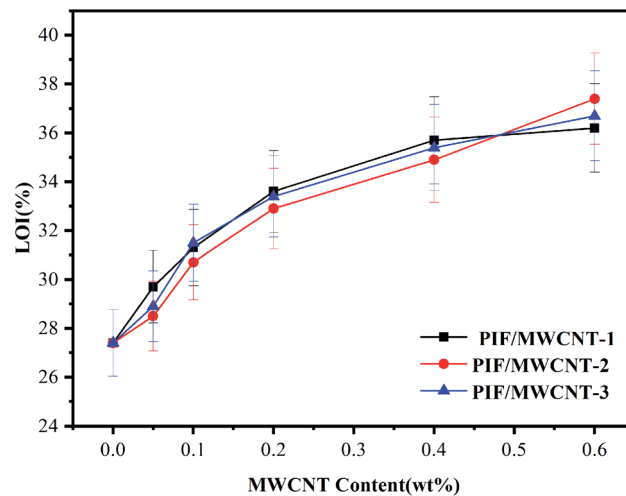 40
38
36
34
32
30
28
26
24
LOI(%)
PIF/MWCNT-1
PIF/MWCNT-2
PIF/MWCNT-3
0.0 0.1 0.2 0.3 0.4 0.5 0.6
MWCNT Content(wt%)